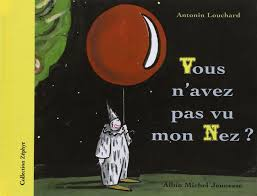 Antonin Louchard
Vous
n'avez
pas vu
mon Nez ?
Albin Michel Jeunesse
Collection Zéphyr